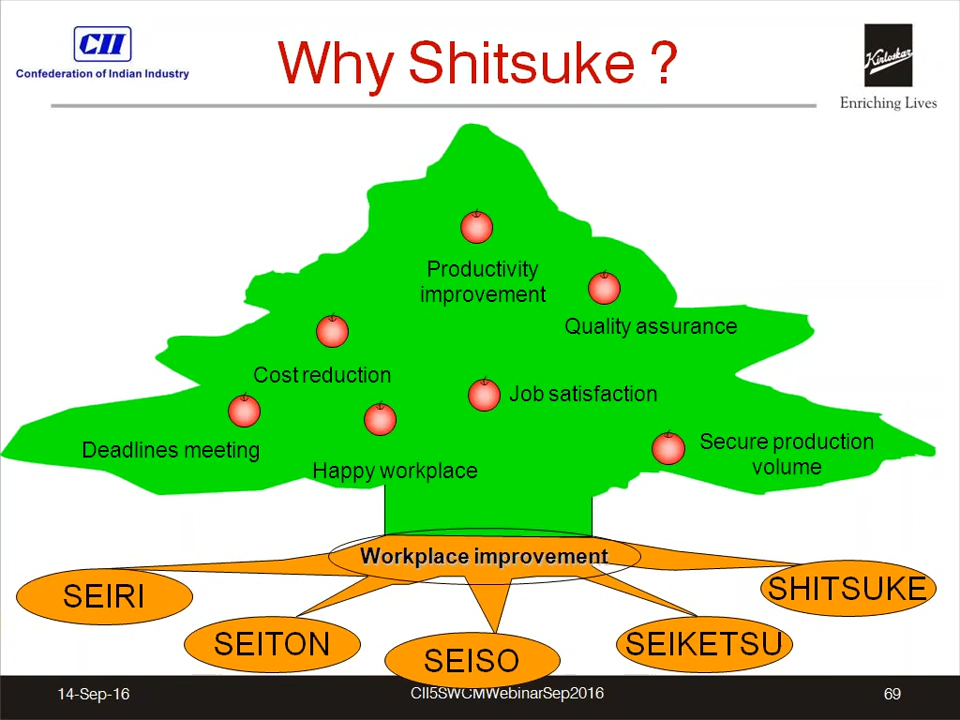 CII
Confederation of Indian Industry
Why Shitsuke ?
Kirloskar
Enriching Lives
Productivity
improvement
Quality assurance
Cost reduction
Job satisfaction
Deadlines meeting
Happy workplace
Secure production
volume
Workplace improvement
SEIRI
SEITON
SEISO
SEIKETSU
SHITSUKE
14-Sep-16
CII5SWCMWebinarSep2016
69